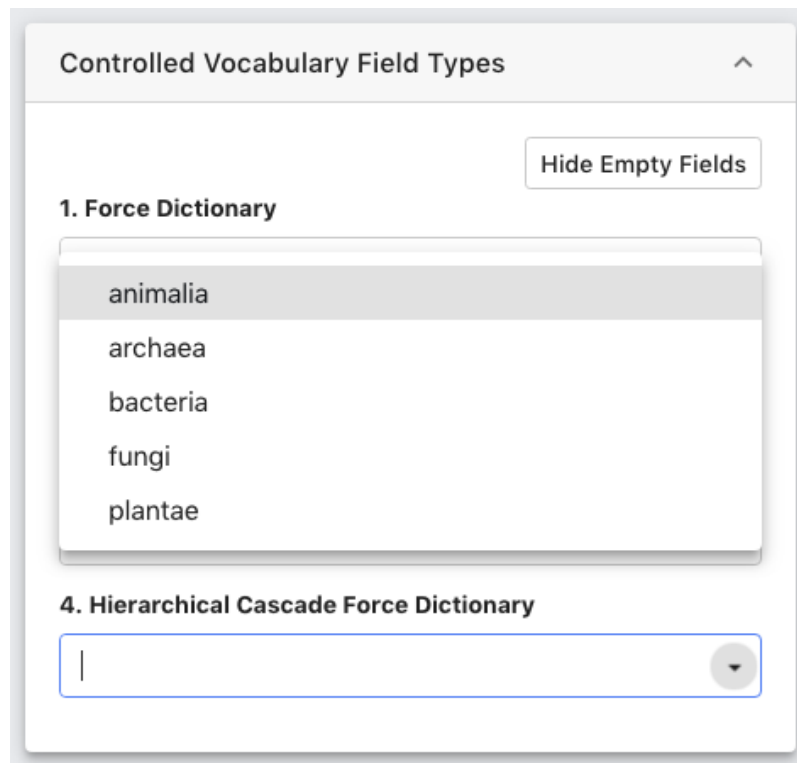 Controlled Vocabulary Field Types
Hide Empty Fields
1. Force Dictionary
animalia
archaea
bacteria
fungi
plantae
4. Hierarchical Cascade Force Dictionary